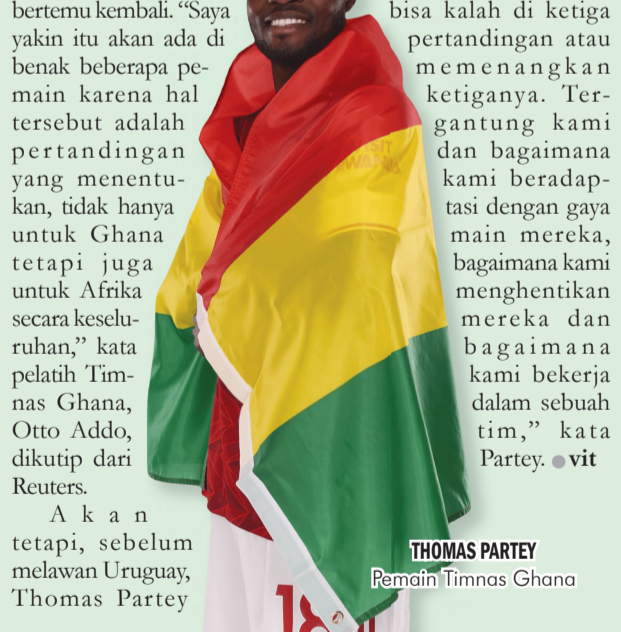 bertemu kembali. “Saya
yakin itu akan ada di
benak beberapa pe-
main karena hal
tersebut adalah
pertandingan
yang menentu-
kan, tidak hanya
untuk Ghana
tetapi juga
untuk Afrika
secara keselu-
ruhan,” kata
pelatih Tim-
nas Ghana,
Otto Addo,
dikutip dari
Reuters.
Akan
tetapi, sebelum
melawan Uruguay,
Thomas Partey
bisa kalah di ketiga
pertandingan atau
memenangkan
ketiganya. Ter-
gantung kami
dan bagaimana
kami beradap-
tasi dengan gaya
main mereka,
bagaimana kami
menghentikan
mereka dan
bagaimana
kami bekerja
dalam sebuah
tim,” kata
Partey. ● vit
THOMAS PARTEY
Pemain Timnas Ghana
18